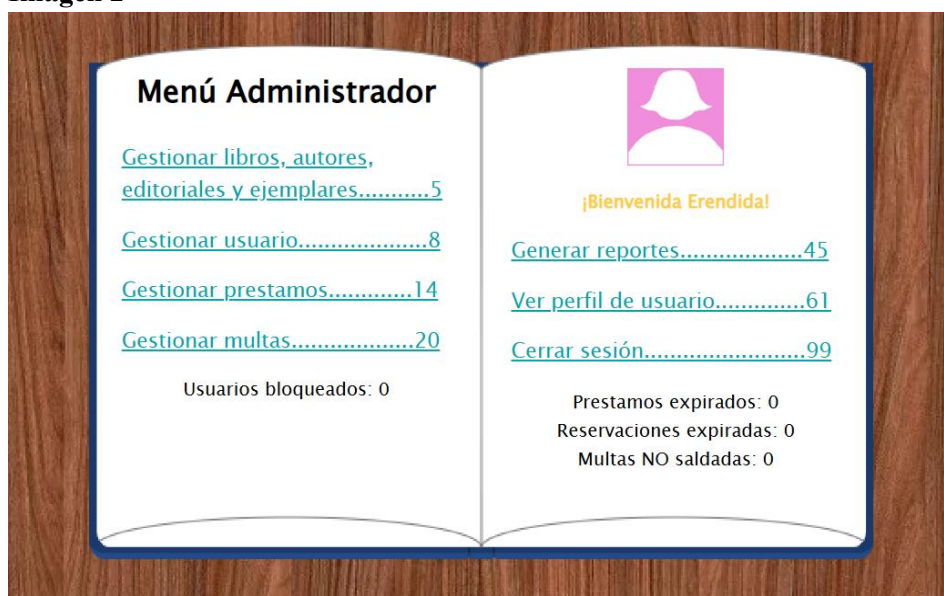 Menú Administrador
Gestionar libros, autores,
editoriales y ejemplares...........5
Gestionar usuario....................8
Gestionar prestamos.............14
Gestionar multas...................20
Usuarios bloqueados: 0
¡Bienvenida Erendida!
Generar reportes...................45
Ver perfil de usuario..............61
Cerrar sesión.........................99
Prestamos expirados: 0
Reservaciones expiradas: 0
Multas NO saldadas: 0